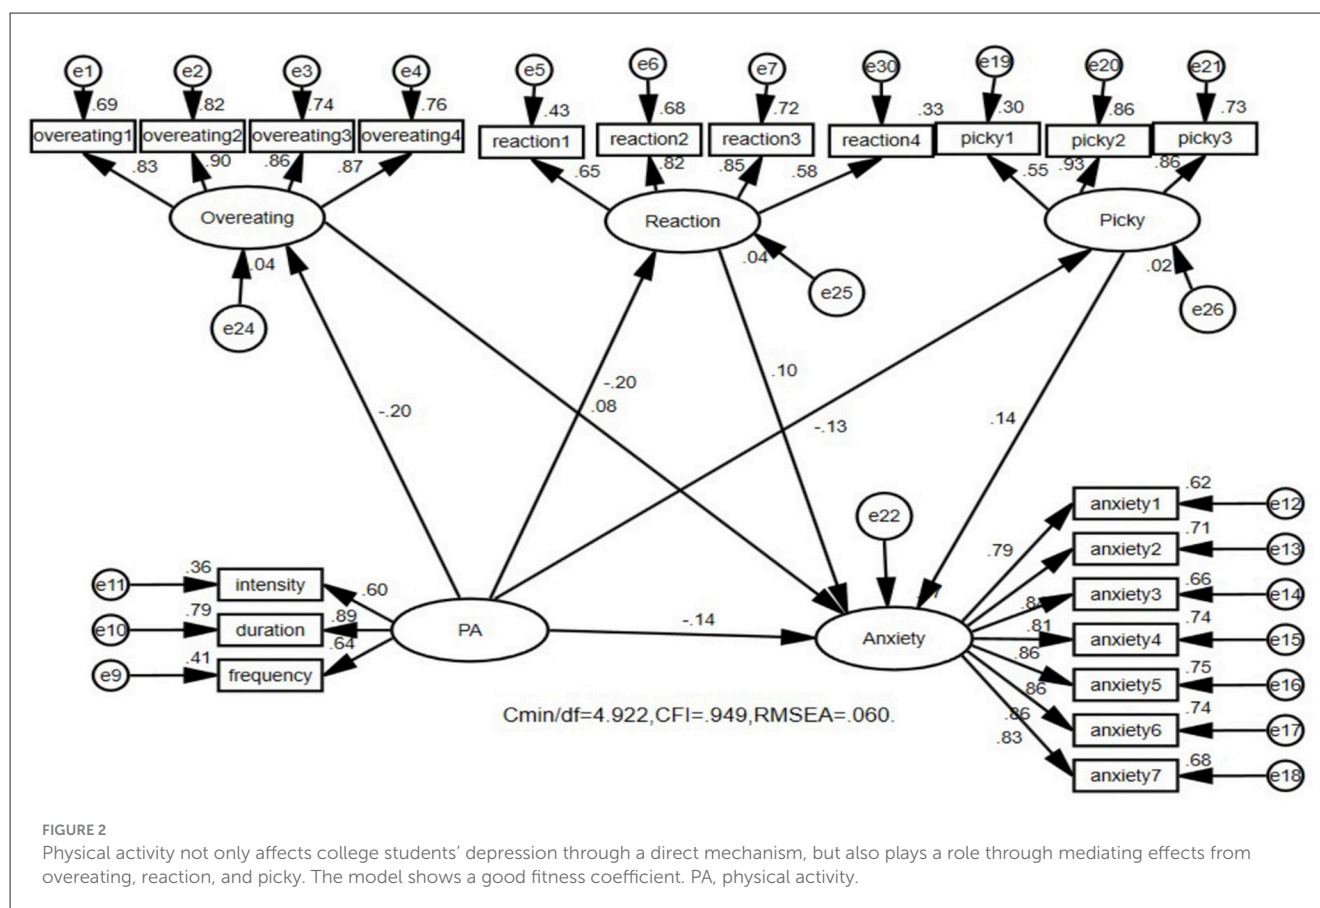 e1 e2 e3 e4 e5 e6 e7 e30 e19 e20 e21
.69 .82 .74 .76 .43 .68 .72 .33 .30 .86 .73
overeating1 overeating2 overeating3 overeating4 reaction1 reaction2 reaction3 reaction4 picky1 picky2 picky3
.83 .90 .86 .87 .65 .82 .85 .58 .55 .93 .86
Overeating Reaction Picky
.04 .04 .02
e24 e25 e26
-.20 -.20 .08 .10 -.13 .14
e22
e11 .36 intensity .60
e10 .79 duration .89
e9 .41 frequency .64
PA -.14 Anxiety
.79 .81 .86 .86 .86 .83
.62 anxiety1 e12
.71 anxiety2 e13
.66 anxiety3 e14
.74 anxiety4 e15
.75 anxiety5 e16
.74 anxiety6 e17
.68 anxiety7 e18
Cmin/df=4.922,CFI=.949,RMSEA=.060.
FIGURE 2
Physical activity not only affects college students’ depression through a direct mechanism, but also plays a role through mediating effects from
overeating, reaction, and picky. The model shows a good fitness coefficient. PA, physical activity.